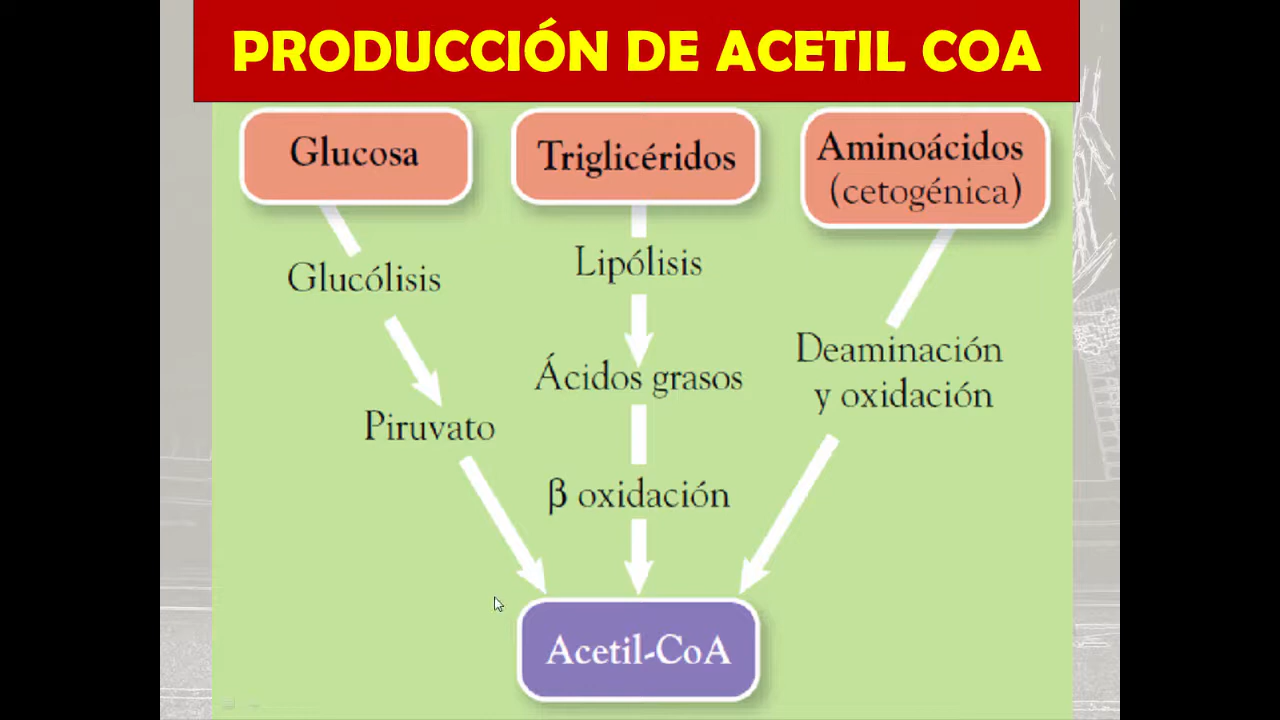 PRODUCCIÓN DE ACETIL COA
Glucosa
Triglicéridos
Aminoácidos
(cetogénica)
Glucólisis
Lipólisis
Deaminación
y oxidación
Ácidos grasos
Piruvato
β oxidación
Acetil-CoA